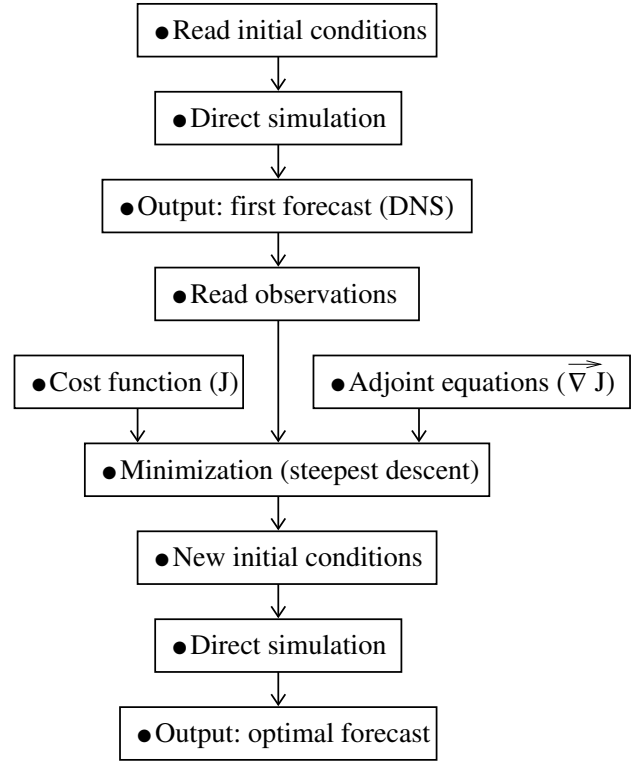 ● Read initial conditions
● Direct simulation
● Output: first forecast (DNS)
● Read observations
● Cost function (J)
● Adjoint equations (∇⃗ J)
● Minimization (steepest descent)
● New initial conditions
● Direct simulation
● Output: optimal forecast